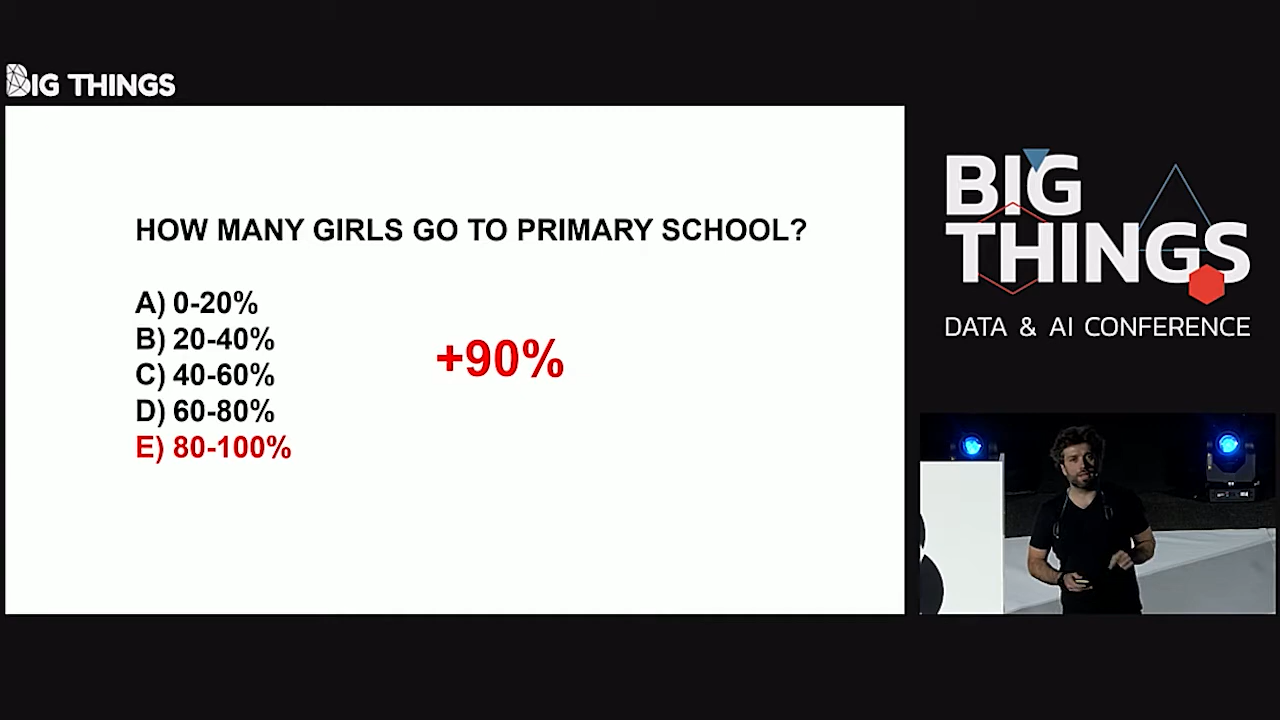 BIG THINGS
HOW MANY GIRLS GO TO PRIMARY SCHOOL?
A) 0-20%
B) 20-40%
C) 40-60%
D) 60-80%
E) 80-100%
+90%
BIG
THINGS
DATA & AI CONFERENCE